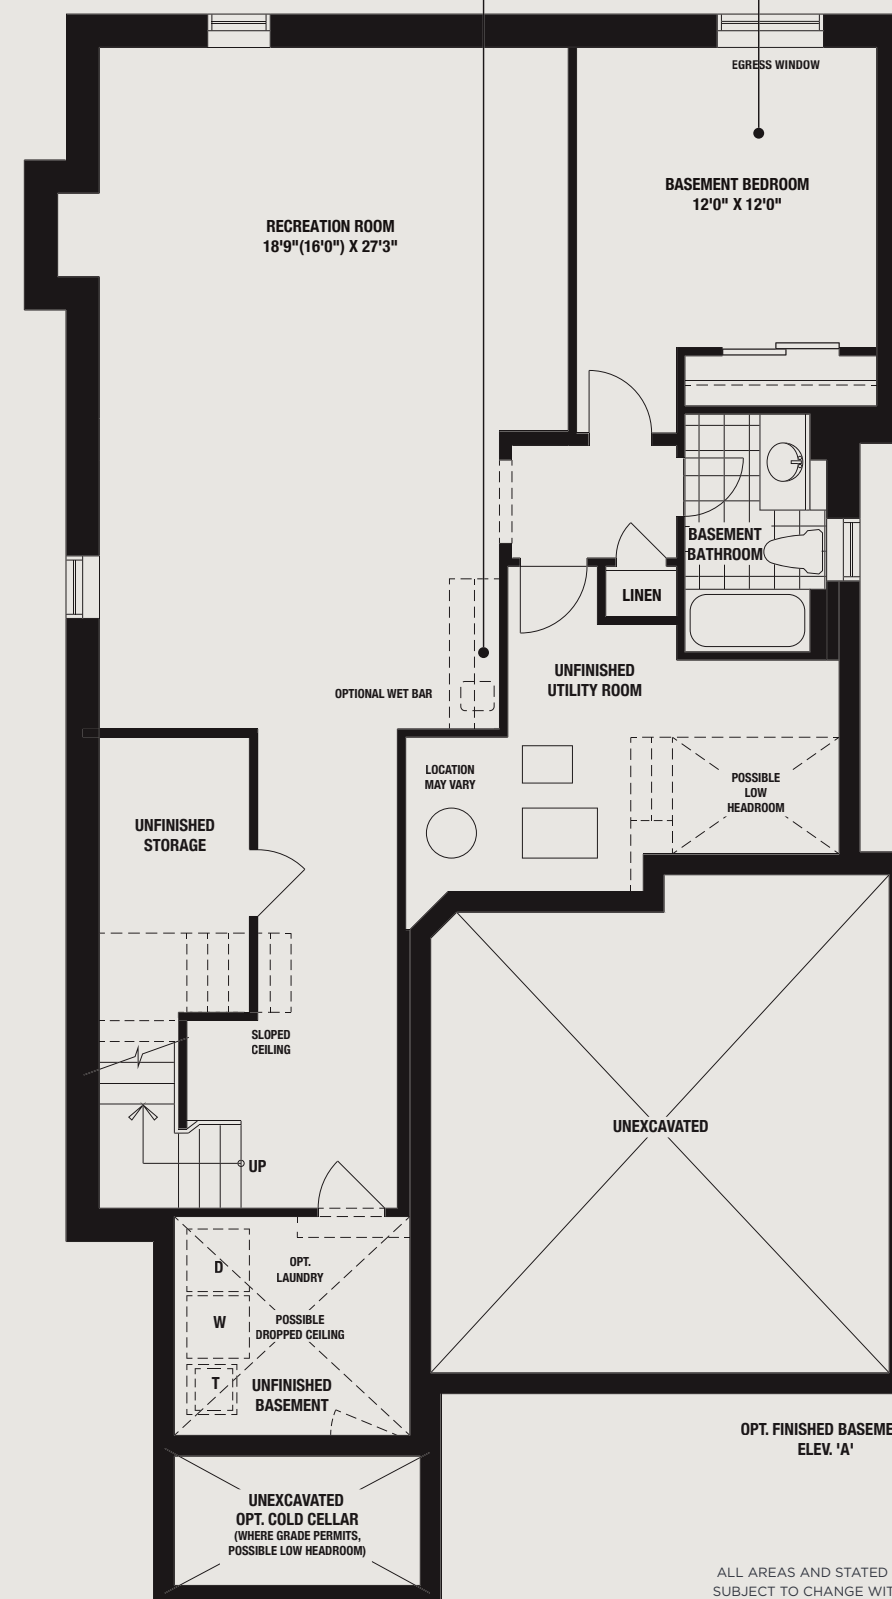 EGRESS WINDOW
BASEMENT BEDROOM
12'0" X 12'0"
RECREATION ROOM
18'9"(16'0") X 27'3"
BASEMENT
BATHROOM
LINEN
UNFINISHED
UTILITY ROOM
OPTIONAL WET BAR
LOCATION
MAY VARY
POSSIBLE
LOW
HEADROOM
UNFINISHED
STORAGE
SLOPED
CEILING
UNEXCAVATED
UP
D
OPT.
LAUNDRY
W
POSSIBLE
DROPPED CEILING
T
UNFINISHED
BASEMENT
OPT. FINISHED
ELEV. 'A'
UNEXCAVATED
OPT. COLD CELLAR
(WHERE GRADE PERMITS,
POSSIBLE LOW HEADROOM)
ALL AREAS AND STATED
SUBJECT TO CHANGE